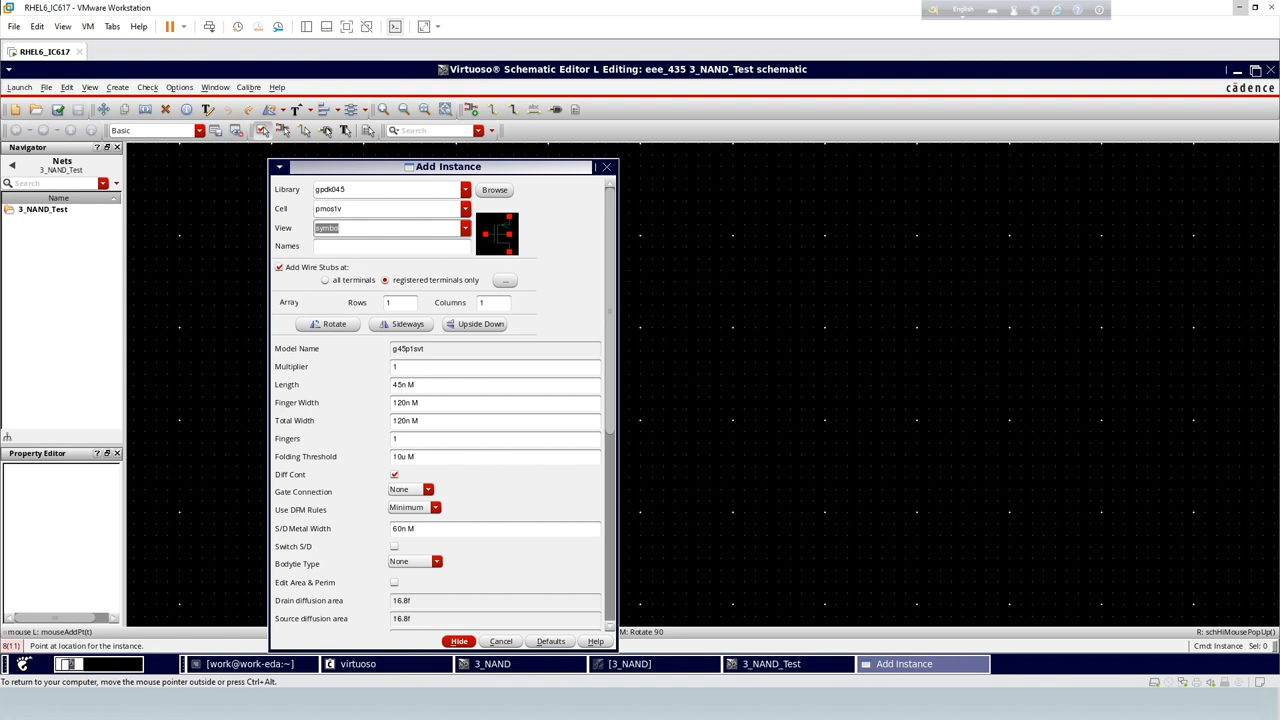 RHEL6_IC617 - VMware Workstation
English
File Edit View VM Tabs Help
RHEL6_IC617
Virtuoso® Schematic Editor L Editing: eee_435 3_NAND_Test schematic
Launch File Edit View Create Check Options Window Calibre Help
cādence
Basic
Search
Navigator
Nets
3_NAND_Test
Search
Name
3_NAND_Test
Property Editor
Add Instance
Library gpdk045 Browse
Cell pmos1v
View symbol
Names
Add Wire Stubs at:
all terminals registered terminals only ...
Array Rows 1 Columns 1
Rotate Sideways Upside Down
Model Name g45p1svt
Multiplier 1
Length 45n M
Finger Width 120n M
Total Width 120n M
Fingers 1
Folding Threshold 10u M
Diff Cont
Gate Connection None
Use DFM Rules Minimum
S/D Metal Width 60n M
Switch S/D
Bodytie Type None
Edit Area & Perim
Drain diffusion area 16.8f
Source diffusion area 16.8f
Hide Cancel Defaults Help
mouse L: mouseAddPt(t) M: Rotate 90 R: schHiMousePopUp()
8(11) Point at location for the instance. Cmd: Instance Sel: 0
[work@work-eda:~] virtuoso 3_NAND [3_NAND] 3_NAND_Test Add Instance
To return to your computer, move the mouse pointer outside or press Ctrl+Alt.